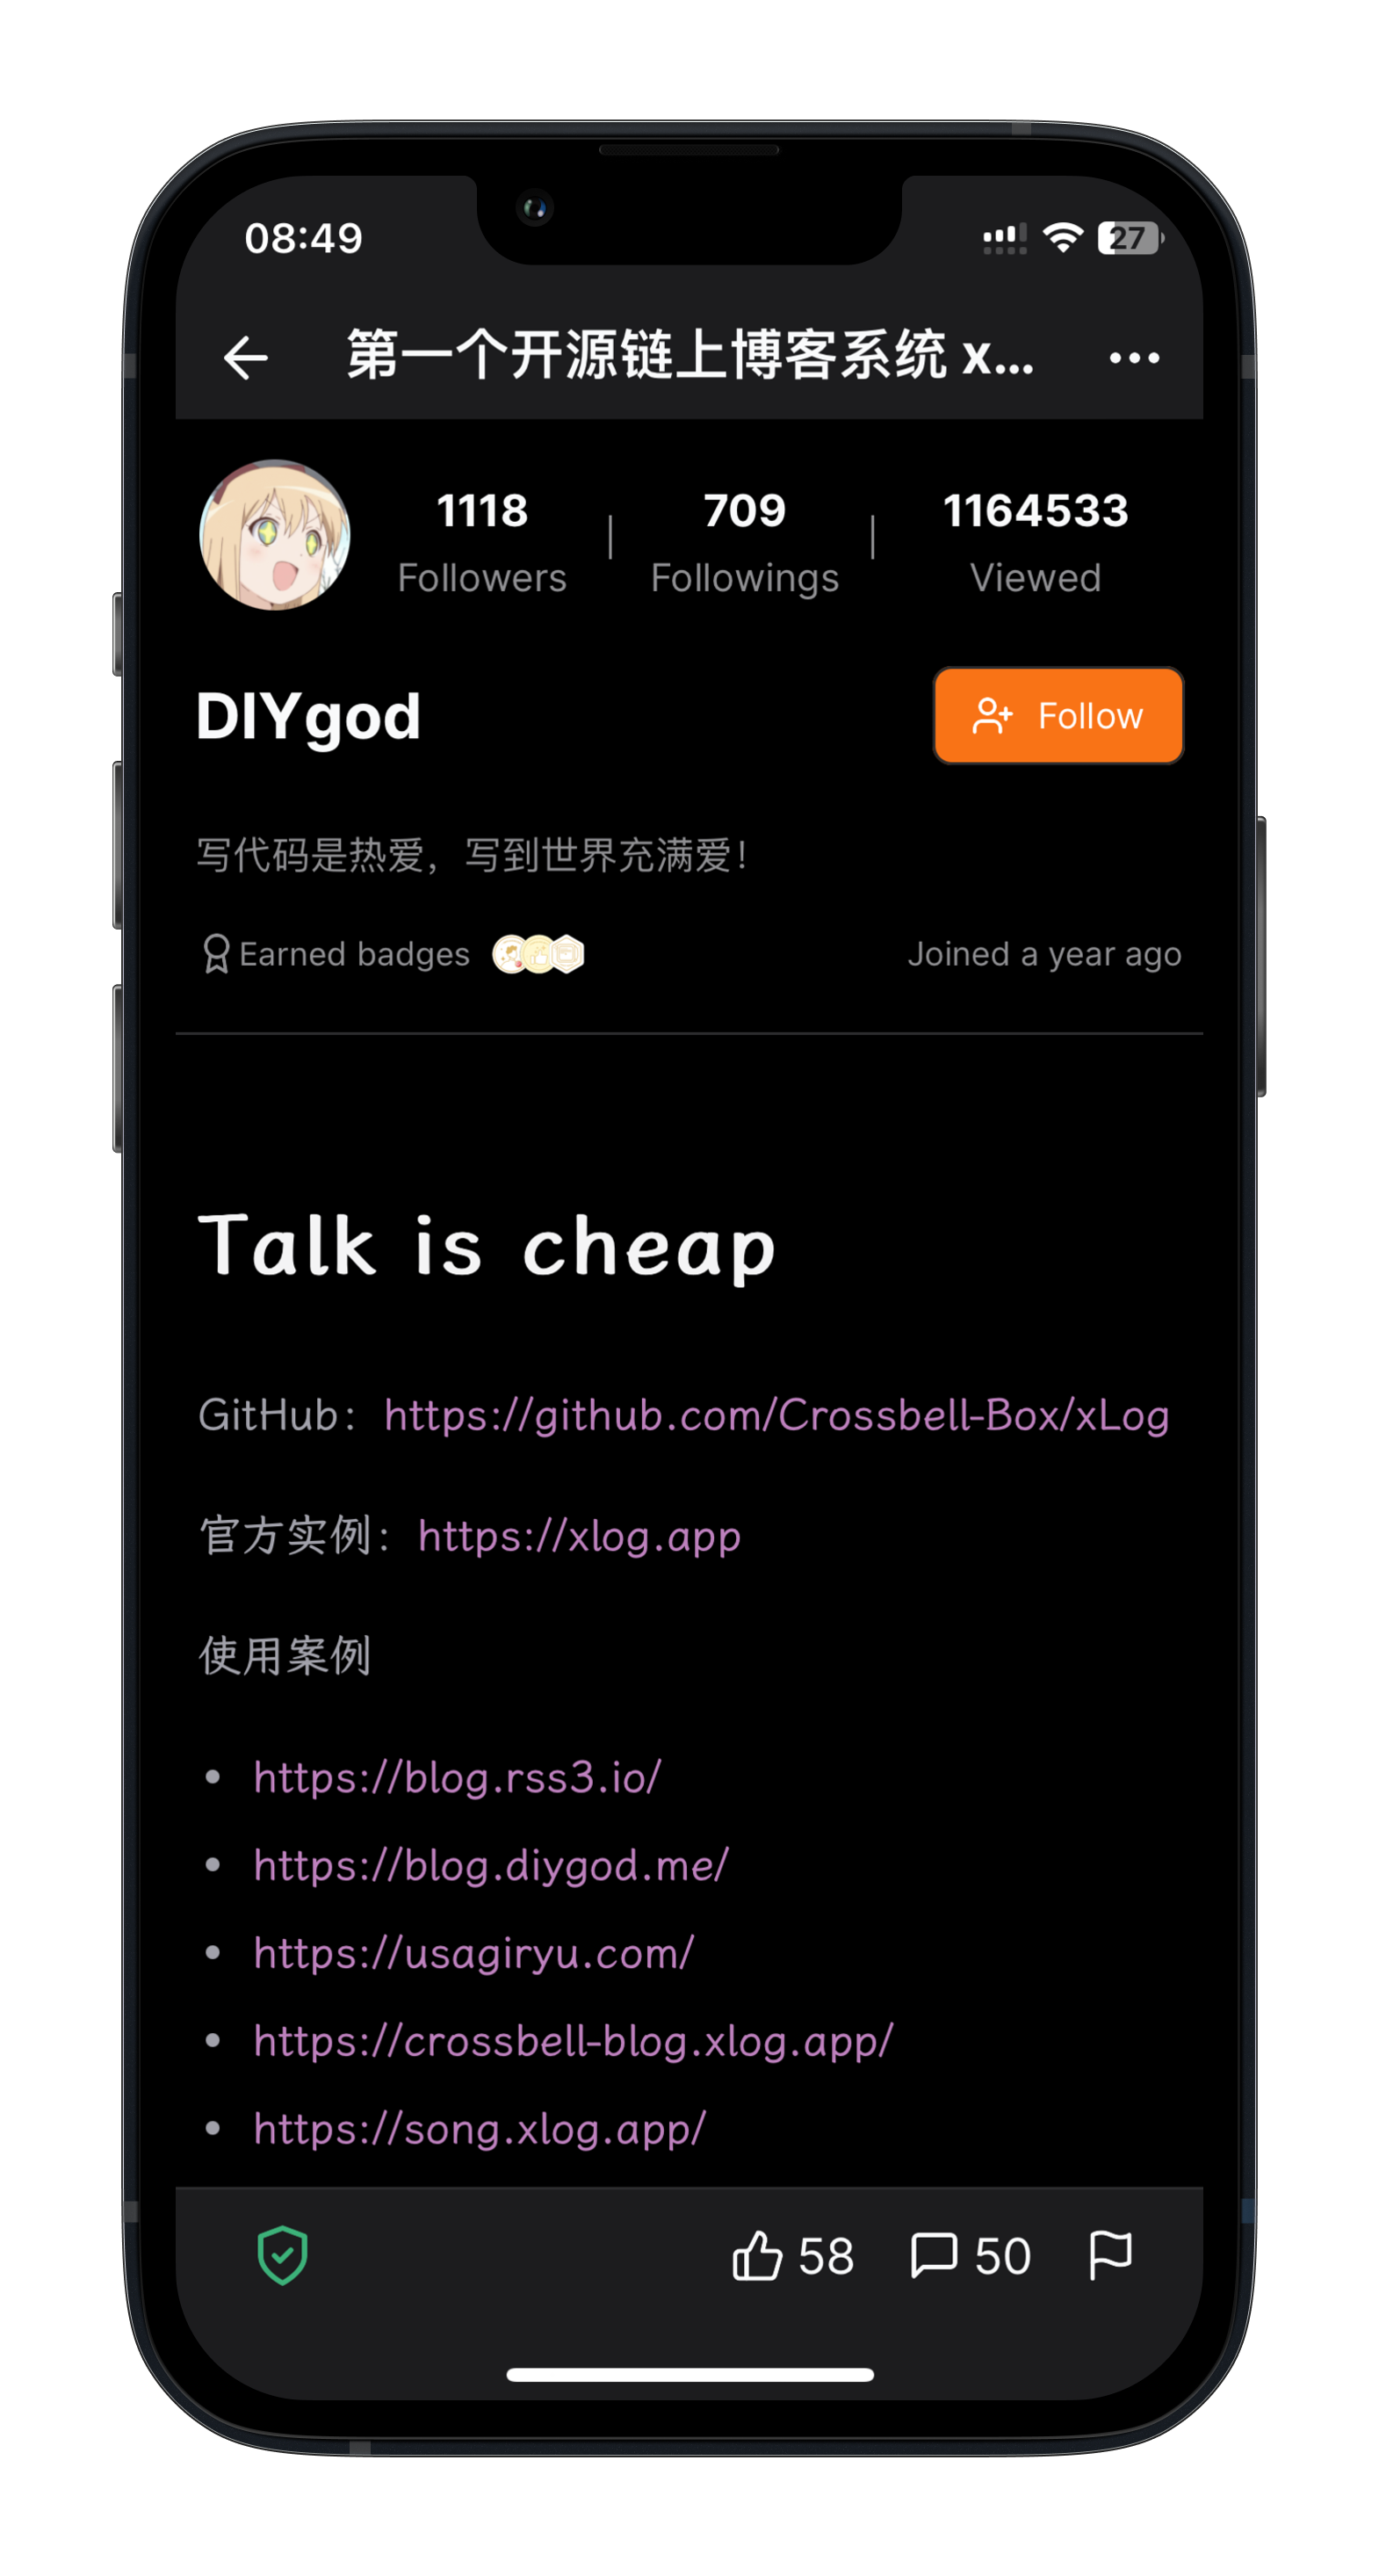 08:49
27
第一个开源链上博客系统 x...
1118
709
1164533
Followers
Followings
Viewed
DIYgod
Follow
写代码是热爱，写到世界充满爱！
Earned badges
Joined a year ago
Talk is cheap
GitHub： https://github.com/Crossbell-Box/xLog
官方实例： https://xlog.app
使用案例
• https://blog.rss3.io/
• https://blog.diygod.me/
• https://usagiryu.com/
• https://crossbell-blog.xlog.app/
• https://song.xlog.app/
58
50